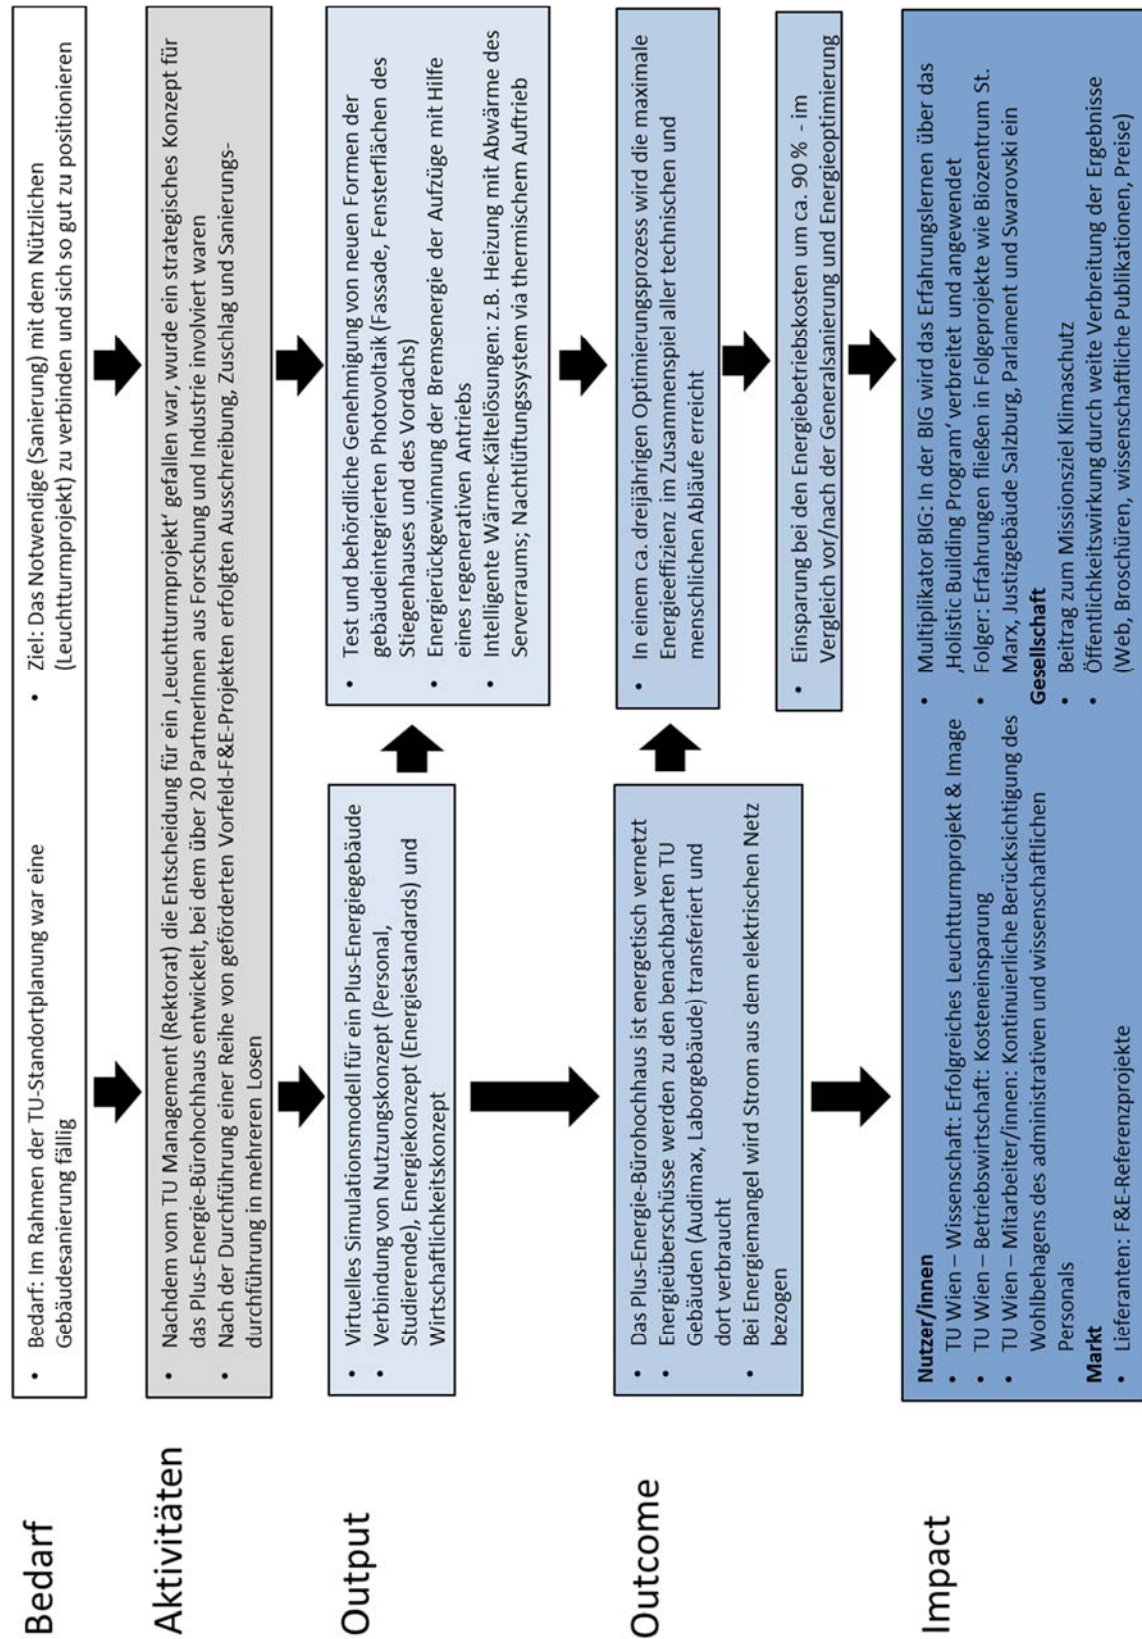 Bedarf
• Bedarf: Im Rahmen der TU-Standortplanung war eine
Gebäudesanierung fällig
• Ziel: Das Notwendige (Sanierung) mit dem Nützlichen
(Leuchtturmprojekt) zu verbinden und sich so gut zu positionieren
Aktivitäten
• Nachdem vom TU Management (Rektorat) die Entscheidung für ein ‚Leuchtturmprojekt‘ gefallen war, wurde ein strategisches Konzept für
das Plus-Energie-Bürohochhaus entwickelt, bei dem über 20 PartnerInnen aus Forschung und Industrie involviert waren
• Nach der Durchführung einer Reihe von geförderten Vorfeld-F&E-Projekten erfolgten Ausschreibung, Zuschlag und Sanierungs-
durchführung in mehreren Losen
Output
• Virtuelles Simulationsmodell für ein Plus-Energiegebäude
• Verbindung von Nutzungskonzept (Personal,
Studierende), Energiekonzept (Energiestandards) und
Wirtschaftlichkeitskonzept
• Test und behördliche Genehmigung von neuen Formen der
gebäudeintegrierten Photovoltaik (Fassade, Fensterflächen des
Stiegenhauses und des Vordachs)
• Energierückgewinnung der Bremsenergie der Aufzüge mit Hilfe
eines regenerativen Antriebs
• Intelligente Wärme-Kältelösungen: z.B. Heizung mit Abwärme des
Serverraums; Nachtlüftungssystem via thermischem Auftrieb
Outcome
• Das Plus-Energie-Bürohochhaus ist energetisch vernetzt
• Energieüberschüsse werden zu den benachbarten TU
Gebäuden (Audimax, Laborgebäude) transferiert und
dort verbraucht
• Bei Energiemangel wird Strom aus dem elektrischen Netz
bezogen
• In einem ca. dreijährigen Optimierungsprozess wird die maximale
Energieeffizienz im Zusammenspiel aller technischen und
menschlichen Abläufe erreicht
• Einsparung bei den Energiebetriebskosten um ca. 90 % - im
Vergleich vor/nach der Generalsanierung und Energieoptimierung
Impact
Nutzer/innen
• TU Wien – Wissenschaft: Erfolgreiches Leuchtturmprojekt & Image
• TU Wien – Betriebswirtschaft: Kosteneinsparung
• TU Wien – Mitarbeiter/innen: Kontinuierliche Berücksichtigung des
Wohlbehagens des administrativen und wissenschaftlichen
Personals
Markt
• Lieferanten: F&E-Referenzprojekte
• Multiplikator BIG: In der BIG wird das Erfahrungslernen über das
‚Holistic Building Program‘ verbreitet und angewendet
• Folger: Erfahrungen fließen in Folgeprojekte wie Biozentrum St.
Marx, Justizgebäude Salzburg, Parlament und Swarovski ein
Gesellschaft
• Beitrag zum Missionsziel Klimaschutz
• Öffentlichkeitswirkung durch weite Verbreitung der Ergebnisse
(Web, Broschüren, wissenschaftliche Publikationen, Preise)